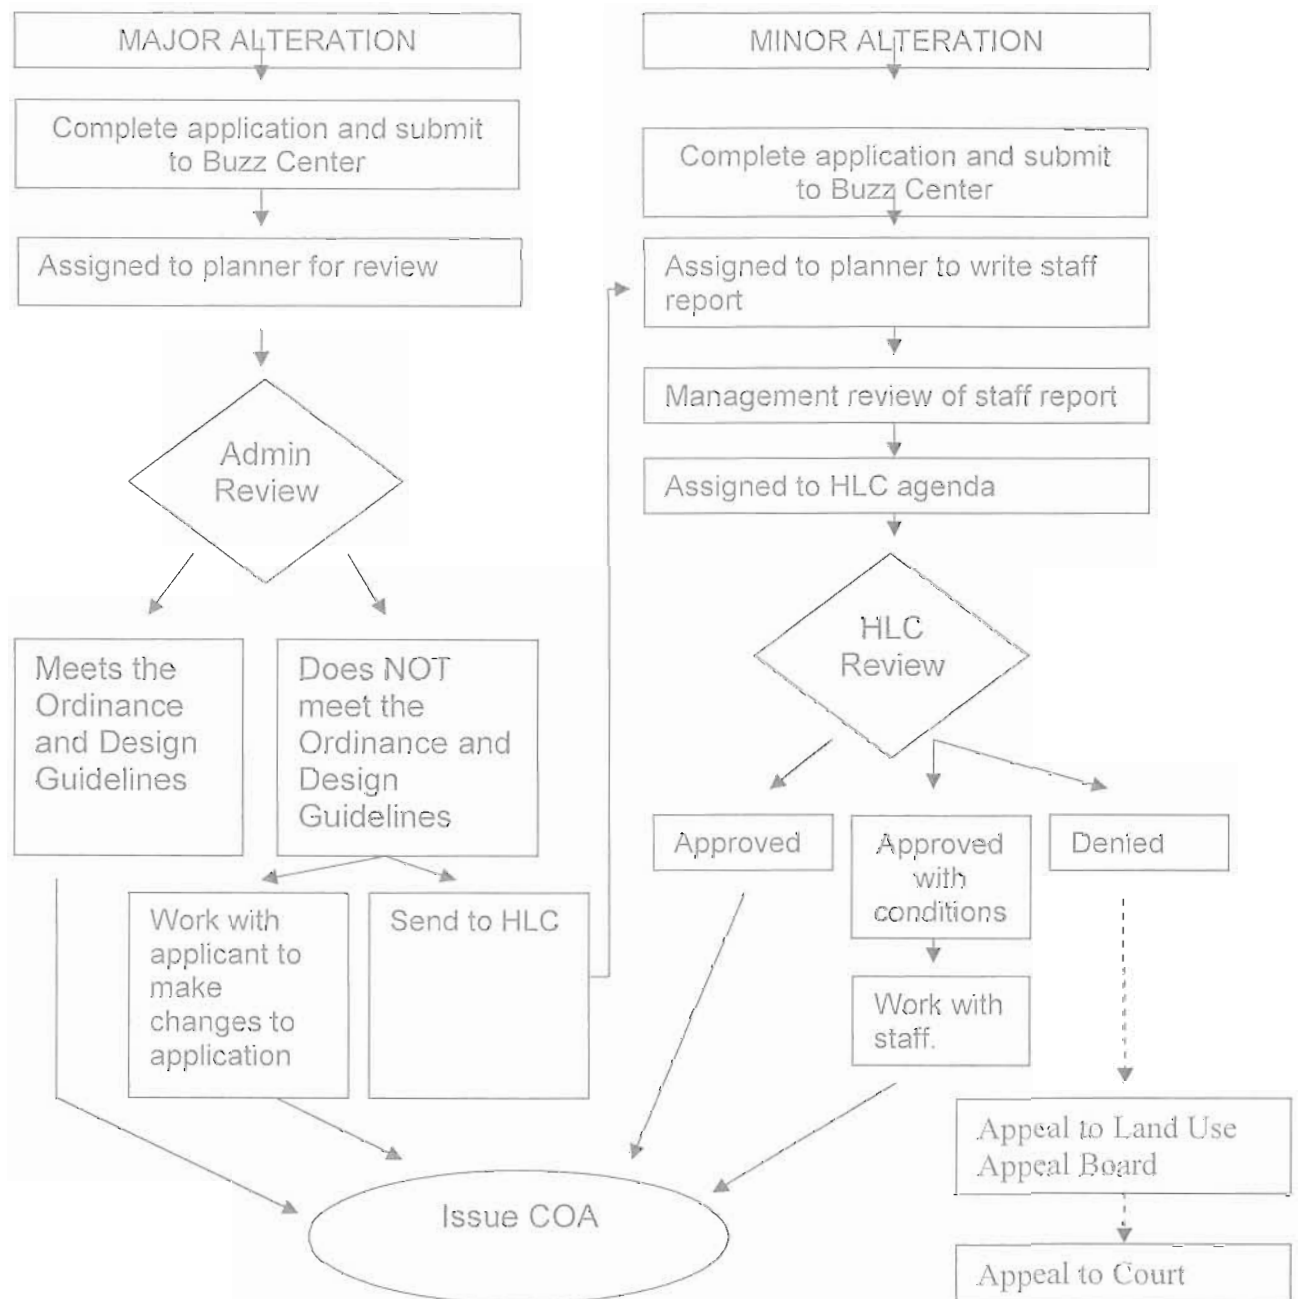 MAJOR ALTERATION
Complete application and submit
to Buzz Center
Assigned to planner for review
Admin
Review
Meets the
Ordinance
and Design
Guidelines
Does NOT
meet the
Ordinance and
Design
Guidelines
Work with
applicant to
make
changes to
application
Send to HLC
MINOR ALTERATION
Complete application and submit
to Buzz Center
Assigned to planner to write staff
report
Management review of staff report
Assigned to HLC agenda
HLC
Review
Approved
Approved
with
conditions
Denied
Work with
staff.
Appeal to Land Use
Appeal Board
Appeal to Court
Issue COA